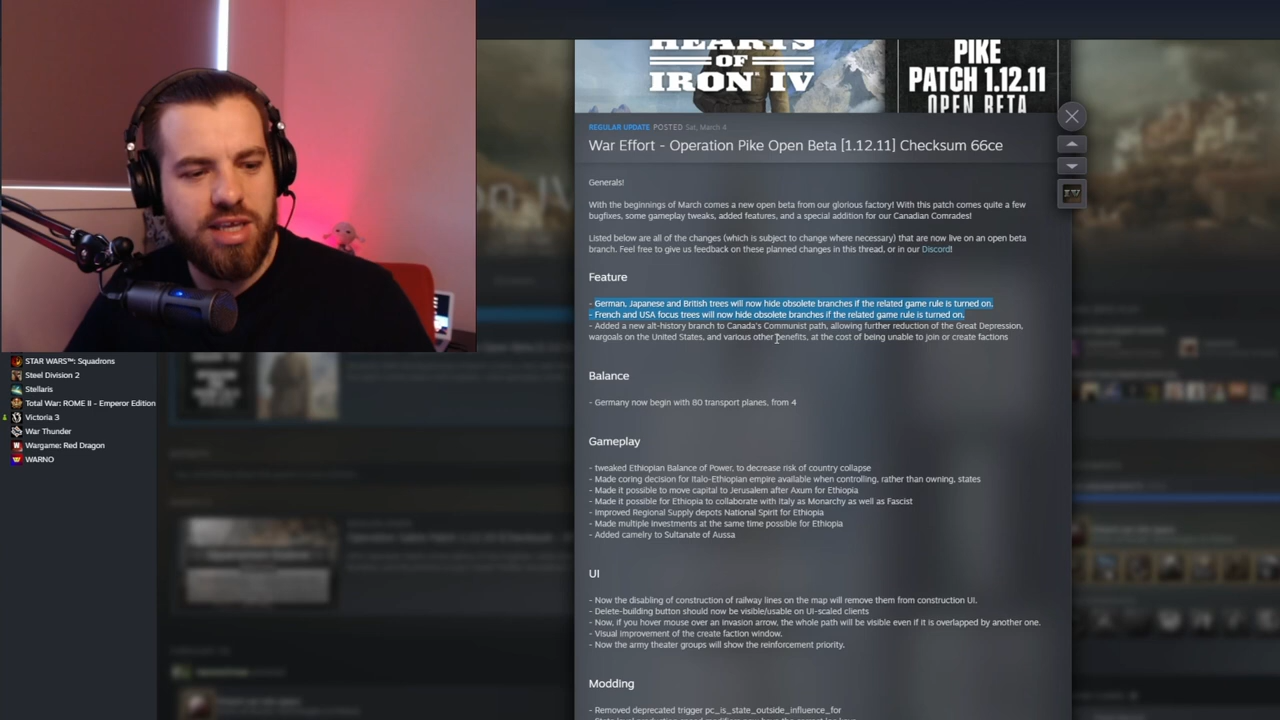 HEARTS
OF
IRON IV
PIKE
PATCH 1.12.11
OPEN BETA
REGULAR UPDATE POSTED Sat, March 4
War Effort - Operation Pike Open Beta [1.12.11] Checksum 66ce
Generals!
With the beginnings of March comes a new open beta from our glorious factory! With this patch comes quite a few
bugfixes, some gameplay tweaks, added features, and a special addition for our Canadian Comrades!
Listed below are all of the changes (which is subject to change where necessary) that are now live on an open beta
branch. Feel free to give us feedback on these planned changes in this thread, or in our Discord!
Feature
- German, Japanese and British trees will now hide obsolete branches if the related game rule is turned on.
- French and USA focus trees will now hide obsolete branches if the related game rule is turned on.
- Added a new alt-history branch to Canada's Communist path, allowing further reduction of the Great Depression,
wargoals on the United States, and various other benefits, at the cost of being unable to join or create factions
Balance
- Germany now begin with 80 transport planes, from 4
Gameplay
- tweaked Ethiopian Balance of Power, to decrease risk of country collapse
- Made coring decision for Italo-Ethiopian empire available when controlling, rather than owning, states
- Made it possible to move capital to Jerusalem after Axum for Ethiopia
- Made it possible for Ethiopia to collaborate with Italy as Monarchy as well as Fascist
- Improved Regional Supply depots National Spirit for Ethiopia
- Made multiple investments at the same time possible for Ethiopia
- Added camelry to Sultanate of Aussa
UI
- Now the disabling of construction of railway lines on the map will remove them from construction UI.
- Delete-building button should now be visible/usable on UI-scaled clients
- Now, if you hover mouse over an invasion arrow, the whole path will be visible even if it is overlapped by another one.
- Visual improvement of the create faction window.
- Now the army theater groups will show the reinforcement priority.
Modding
- Removed deprecated trigger pc_is_state_outside_influence_for
STAR WARS™: Squadrons
Steel Division 2
Stellaris
Total War: ROME II - Emperor Edition
Victoria 3
War Thunder
Wargame: Red Dragon
WARNO